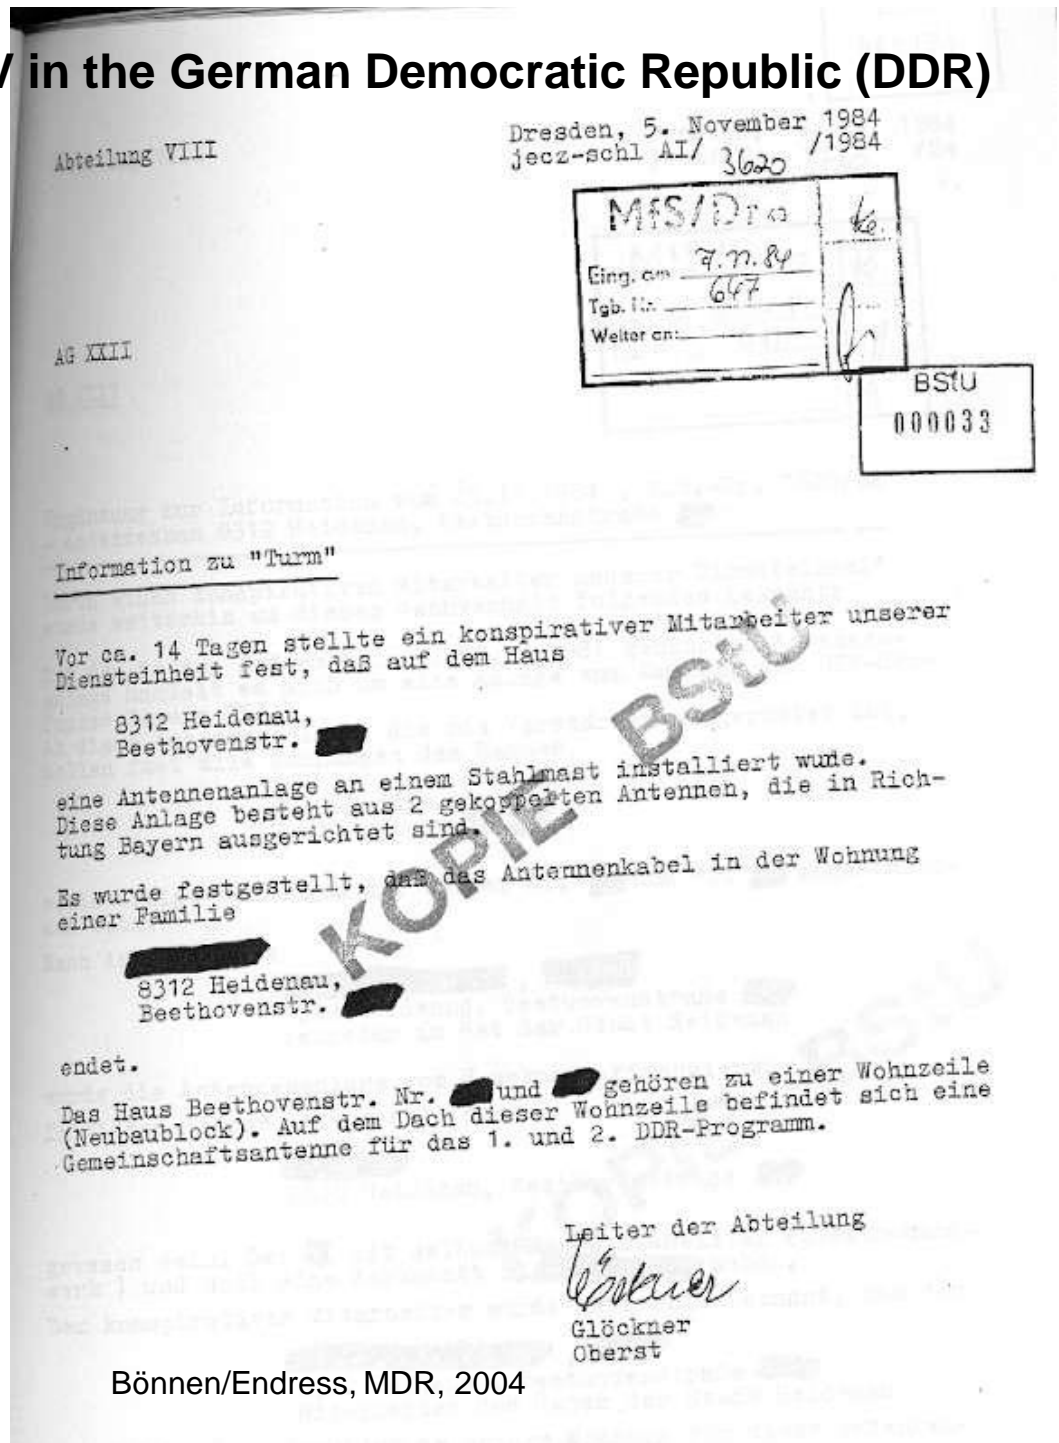 in the German Democratic Republic (DDR)
Abteilung VIII
Dresden, 5. November 1984
jecz-schl AI/ 3620 /1984
MfS/Dre
Eing. am 7.11.84
Tgb. Nr. 647
Weiter an:
AG XXII
BStU
000033
Information zu "Turm"
Vor ca. 14 Tagen stellte ein konspirativer Mitarbeiter unserer
Diensteinheit fest, daß auf dem Haus
8312 Heidenau,
Beethovenstr.
eine Antennenanlage an einem Stahlmast installiert wude.
Diese Anlage besteht aus 2 gekoppelten Antennen, die in Rich-
tung Bayern ausgerichtet sind.
Es wurde festgestellt, daß das Antennenkabel in der Wohnung
einer Familie
8312 Heidenau,
Beethovenstr.
endet.
Das Haus Beethovenstr. Nr. und gehören zu einer Wohnzeile
(Neubaublock). Auf dem Dach dieser Wohnzeile befindet sich eine
Gemeinschaftsantenne für das 1. und 2. DDR-Programm.
KOPIE BStU
Leiter der Abteilung
Glöckner
Glöckner
Oberst
Bönnen/Endress, MDR, 2004